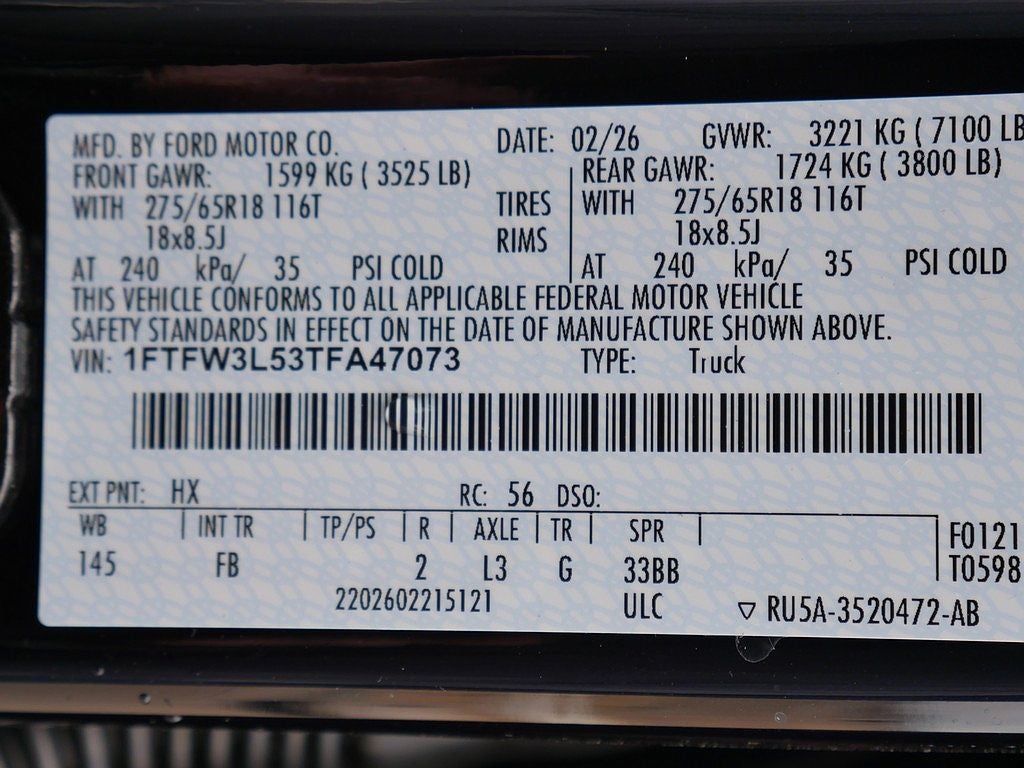 MFD. BY FORD MOTOR CO. DATE: 02/26 GVWR: 3221 KG ( 7100 LB
FRONT GAWR: 1599 KG ( 3525 LB) REAR GAWR: 1724 KG ( 3800 LB)
WITH 275/65R18 116T TIRES WITH 275/65R18 116T
18x8.5J RIMS 18x8.5J
AT 240 kPa/ 35 PSI COLD AT 240 kPa/ 35 PSI COLD
THIS VEHICLE CONFORMS TO ALL APPLICABLE FEDERAL MOTOR VEHICLE
SAFETY STANDARDS IN EFFECT ON THE DATE OF MANUFACTURE SHOWN ABOVE.
VIN: 1FTFW3L53TFA47073 TYPE: Truck
EXT PNT: HX RC: 56 DSO:
WB INT TR TP/PS R AXLE TR SPR F0121
145 FB 2 L3 G 33BB T0598
2202602215121 ULC ▽ RU5A-3520472-AB